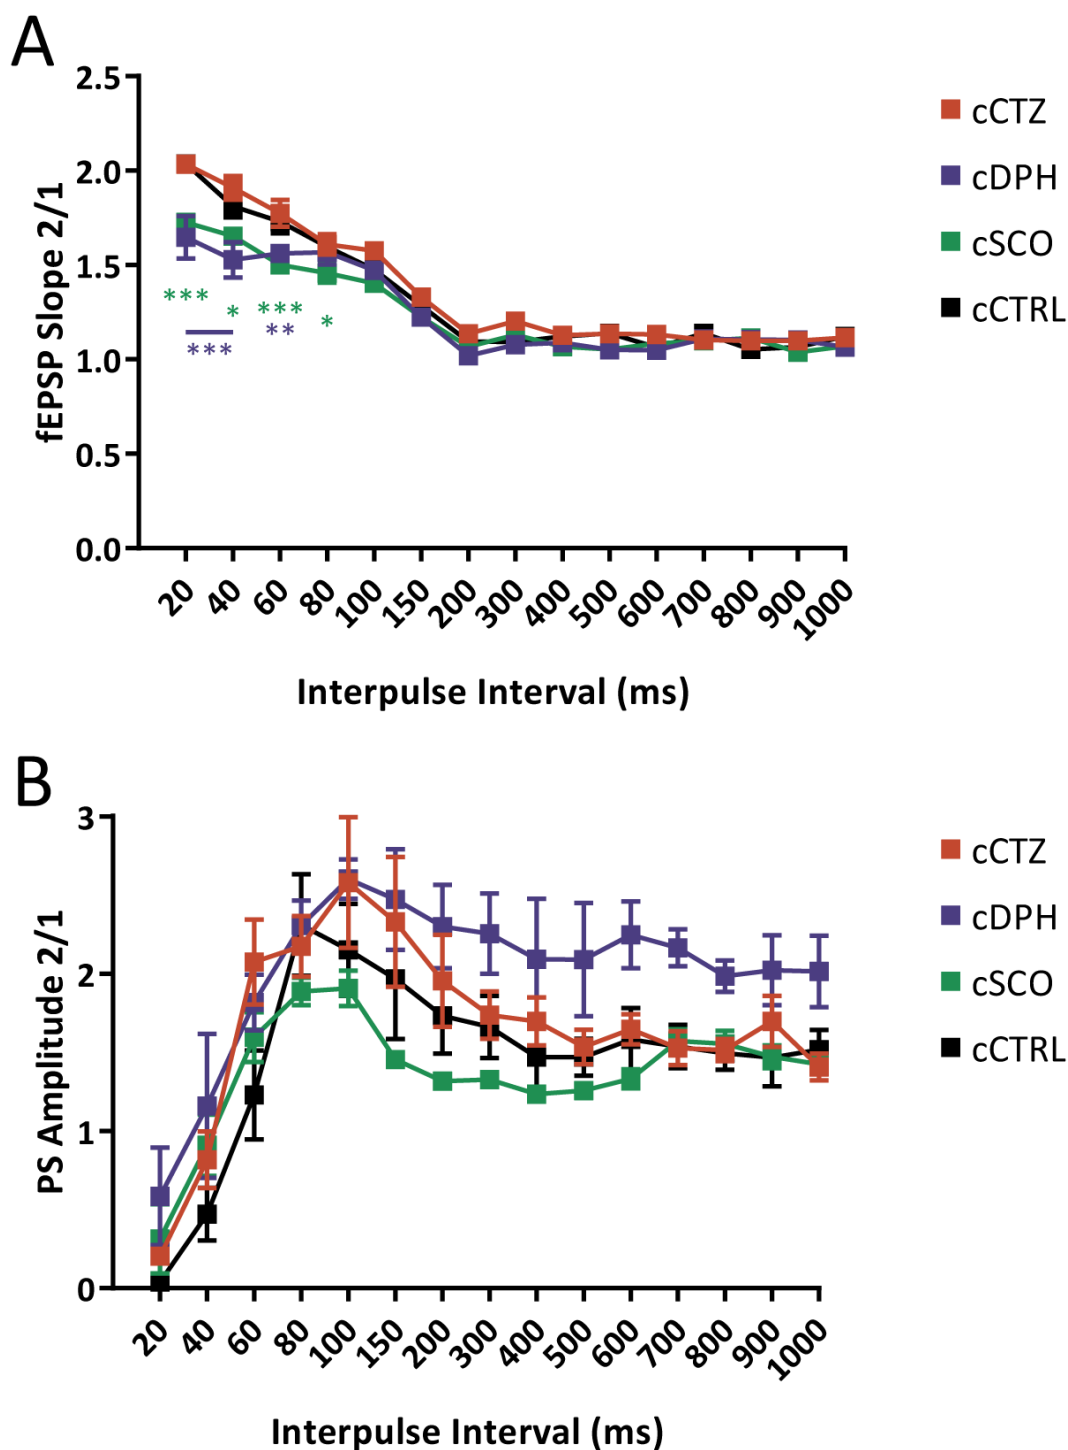 A
fEPSP Slope 2/1
2.5
2.0
1.5
1.0
0.5
0.0
*** * *** *
*** **
20 40 60 80 100 150 200 300 400 500 600 700 800 900 1000
Interpulse Interval (ms)
cCTZ
cDPH
cSCO
cCTRL
B
PS Amplitude 2/1
3
2
1
0
20 40 60 80 100 150 200 300 400 500 600 700 800 900 1000
Interpulse Interval (ms)
cCTZ
cDPH
cSCO
cCTRL